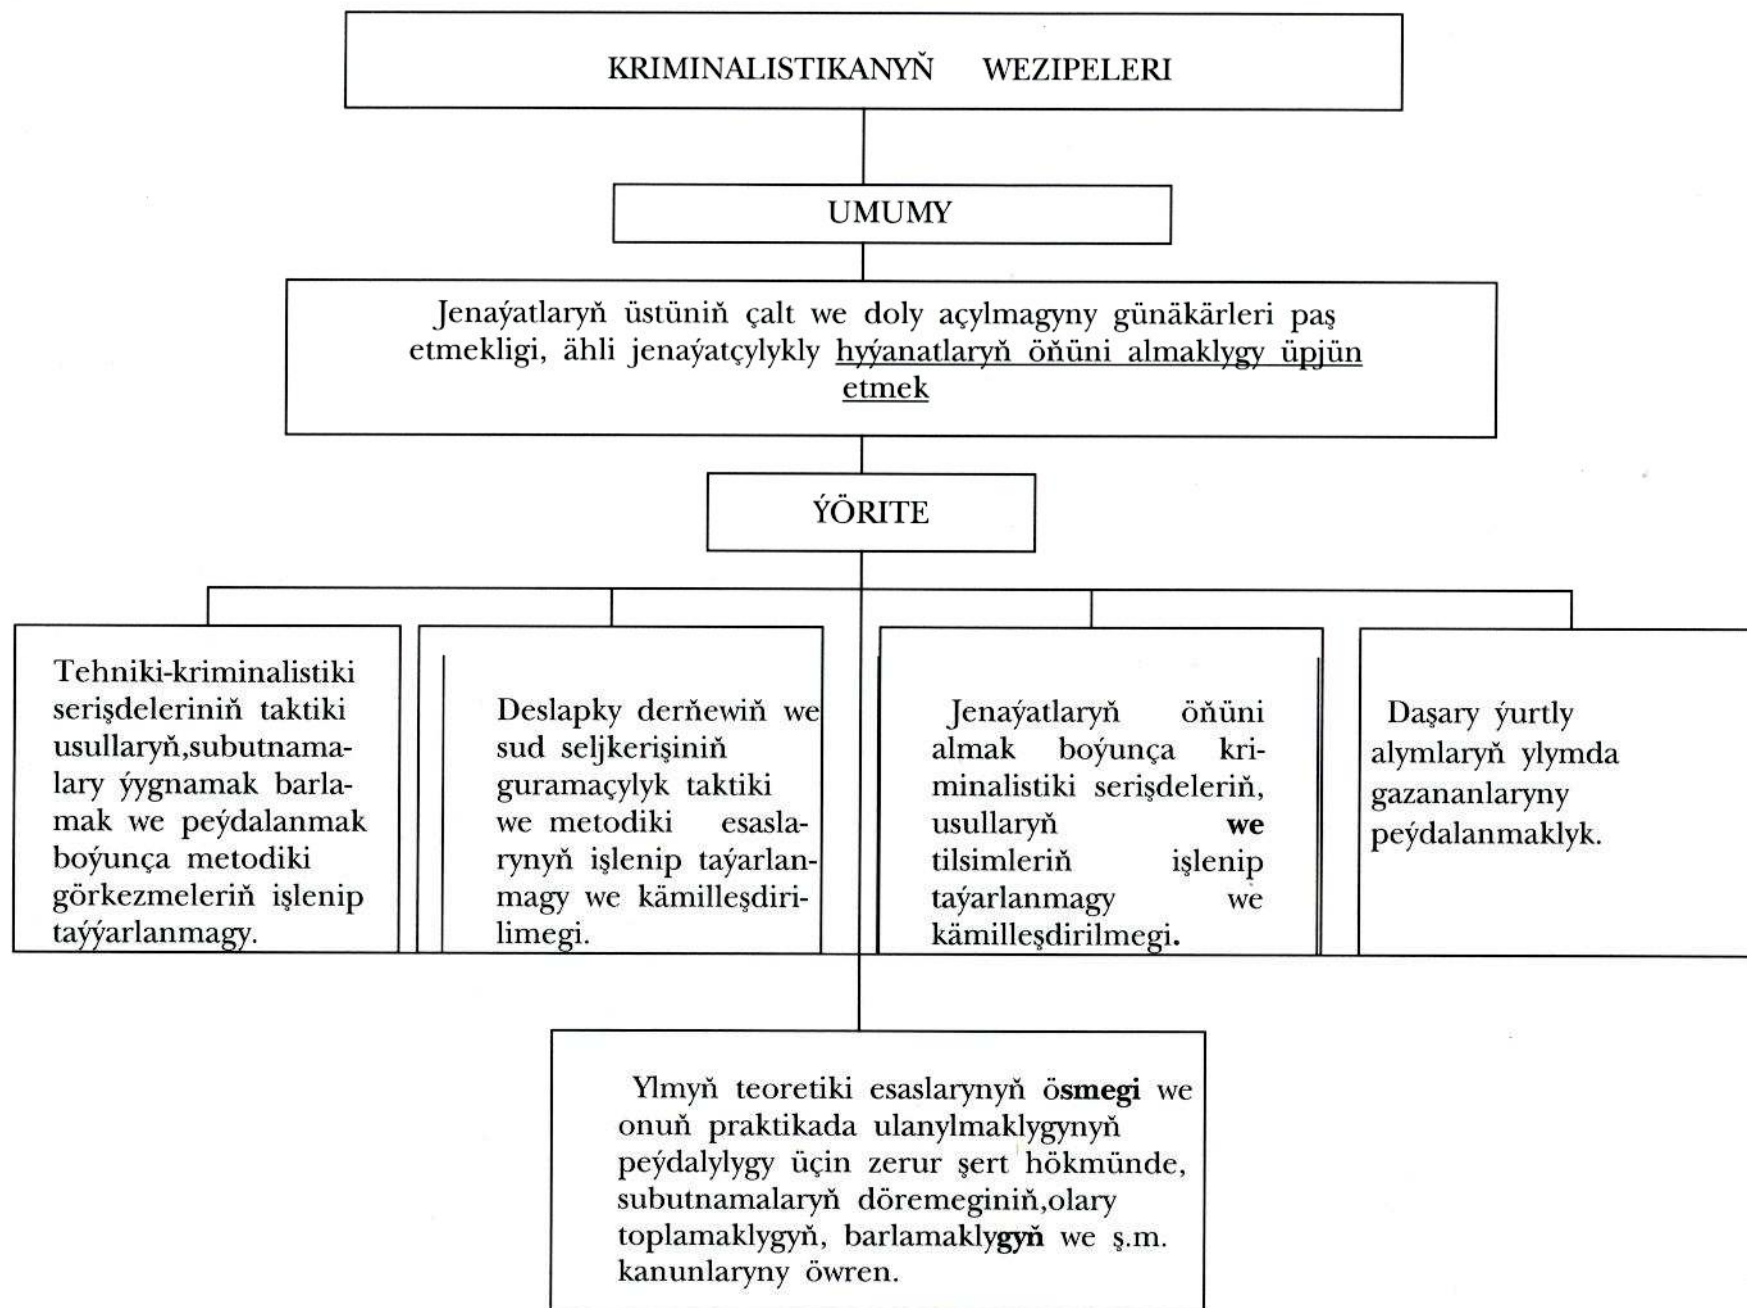 KRIMINALISTIKANYŇ WEZIPELERI
UMUMY
Jenaýatlaryň üstüniň çalt we doly açylmagyny günäkärleri paş
etmekligi, ähli jenaýatçylykly hyýanatlaryň öňüni almaklygy üpjün
etmek
ÝÖRITE
Tehniki-kriminalistiki
serişdeleriniň taktiki
usullaryň,subutnama-
lary ýygnamak barla-
mak we peýdalanmak
boýunça metodiki
görkezmeleriň işlenip
taýýarlanmagy.
Deslapky derňewiň we
sud seljkerişiniň
guramaçylyk taktiki
we metodiki esasla-
rynyň işlenip taýarlan-
magy we kämilleşdiri-
limegi.
Jenaýatlaryň öňüni
almak boýunça kri-
minalistiki serişdeleriň,
usullaryň we
tilsimleriň işlenip
taýarlanmagy we
kämilleşdirilmegi.
Daşary ýurtly
alymlaryň ylymda
gazananlaryny
peýdalanmaklyk.
Ylmyň teoretiki esaslarynyň ösmegi we
onuň praktikada ulanylmaklygynyň
peýdalylygy üçin zerur şert hökmünde,
subutnamalaryň döremeginiň,olary
toplamaklygyň, barlamaklygyň we ş.m.
kanunlaryny öwren.